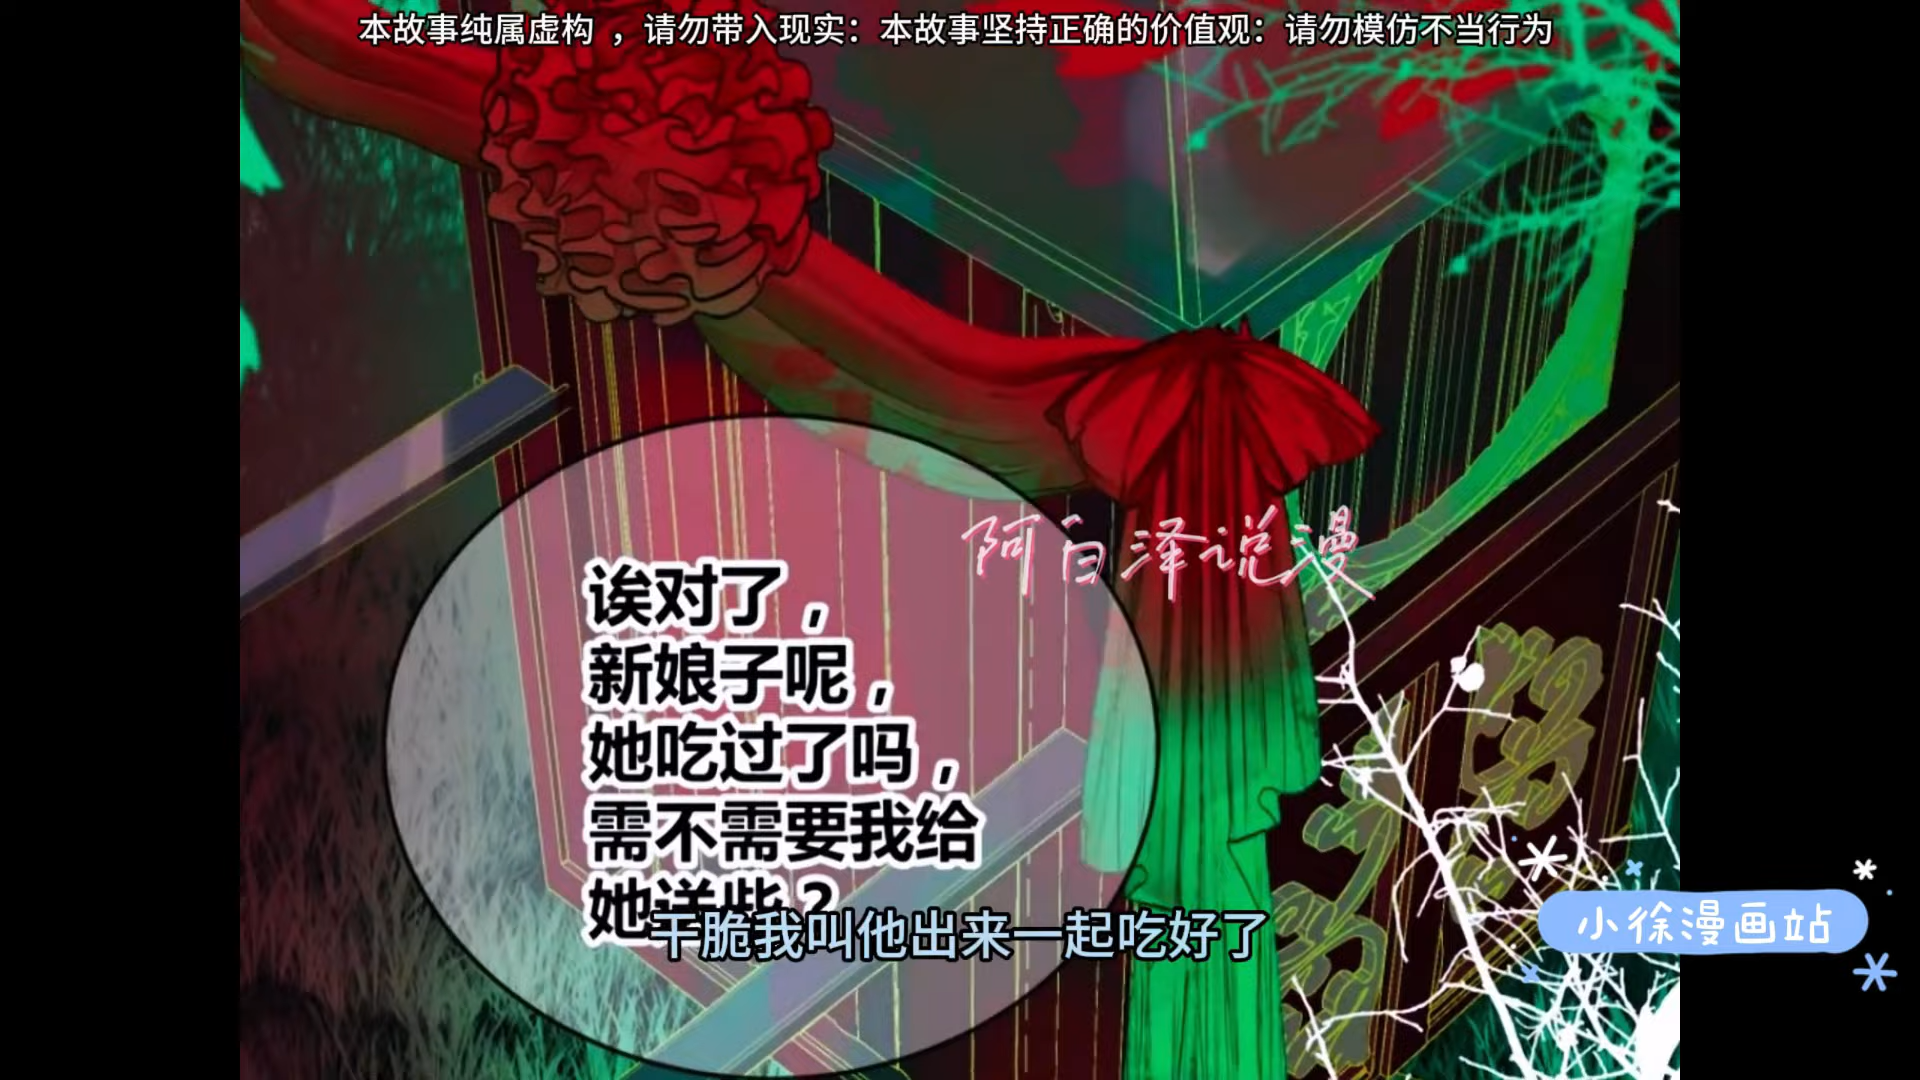 本故事纯属虚构 ，请勿带入现实：本故事坚持正确的价值观：请勿模仿不当行为
阿白泽说漫
诶对了，
新娘子呢，
她吃过了吗，
需不需要我给
她送些？
干脆我叫他出来一起吃好了
小徐漫画站